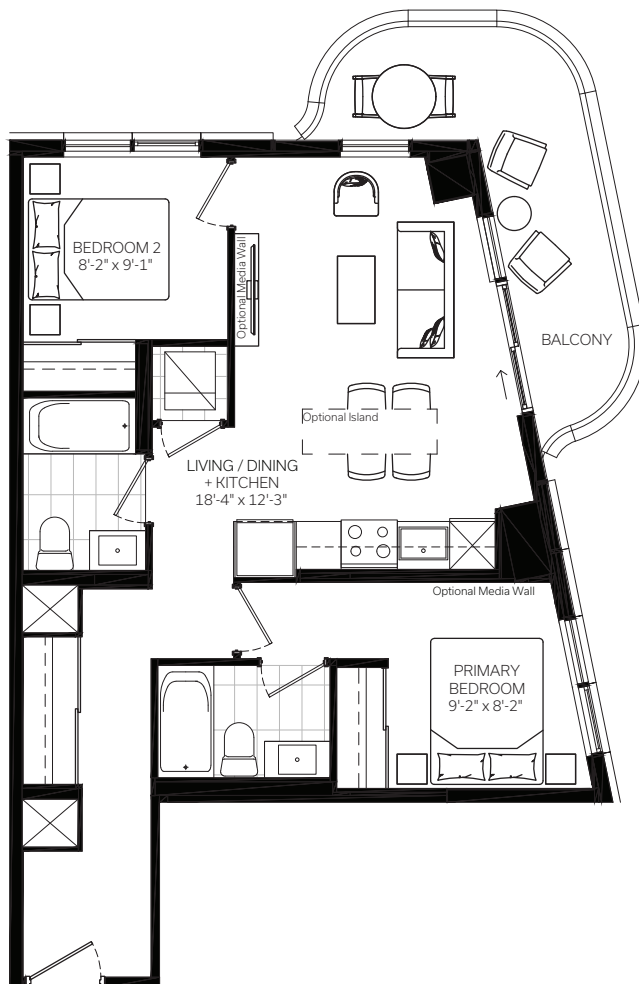 BEDROOM 2
8'-2" x 9'-1"
Optional Media Wall
BALCONY
Optional Island
LIVING / DINING
+ KITCHEN
18'-4" x 12'-3"
Optional Media Wall
PRIMARY
BEDROOM
9'-2" x 8'-2"